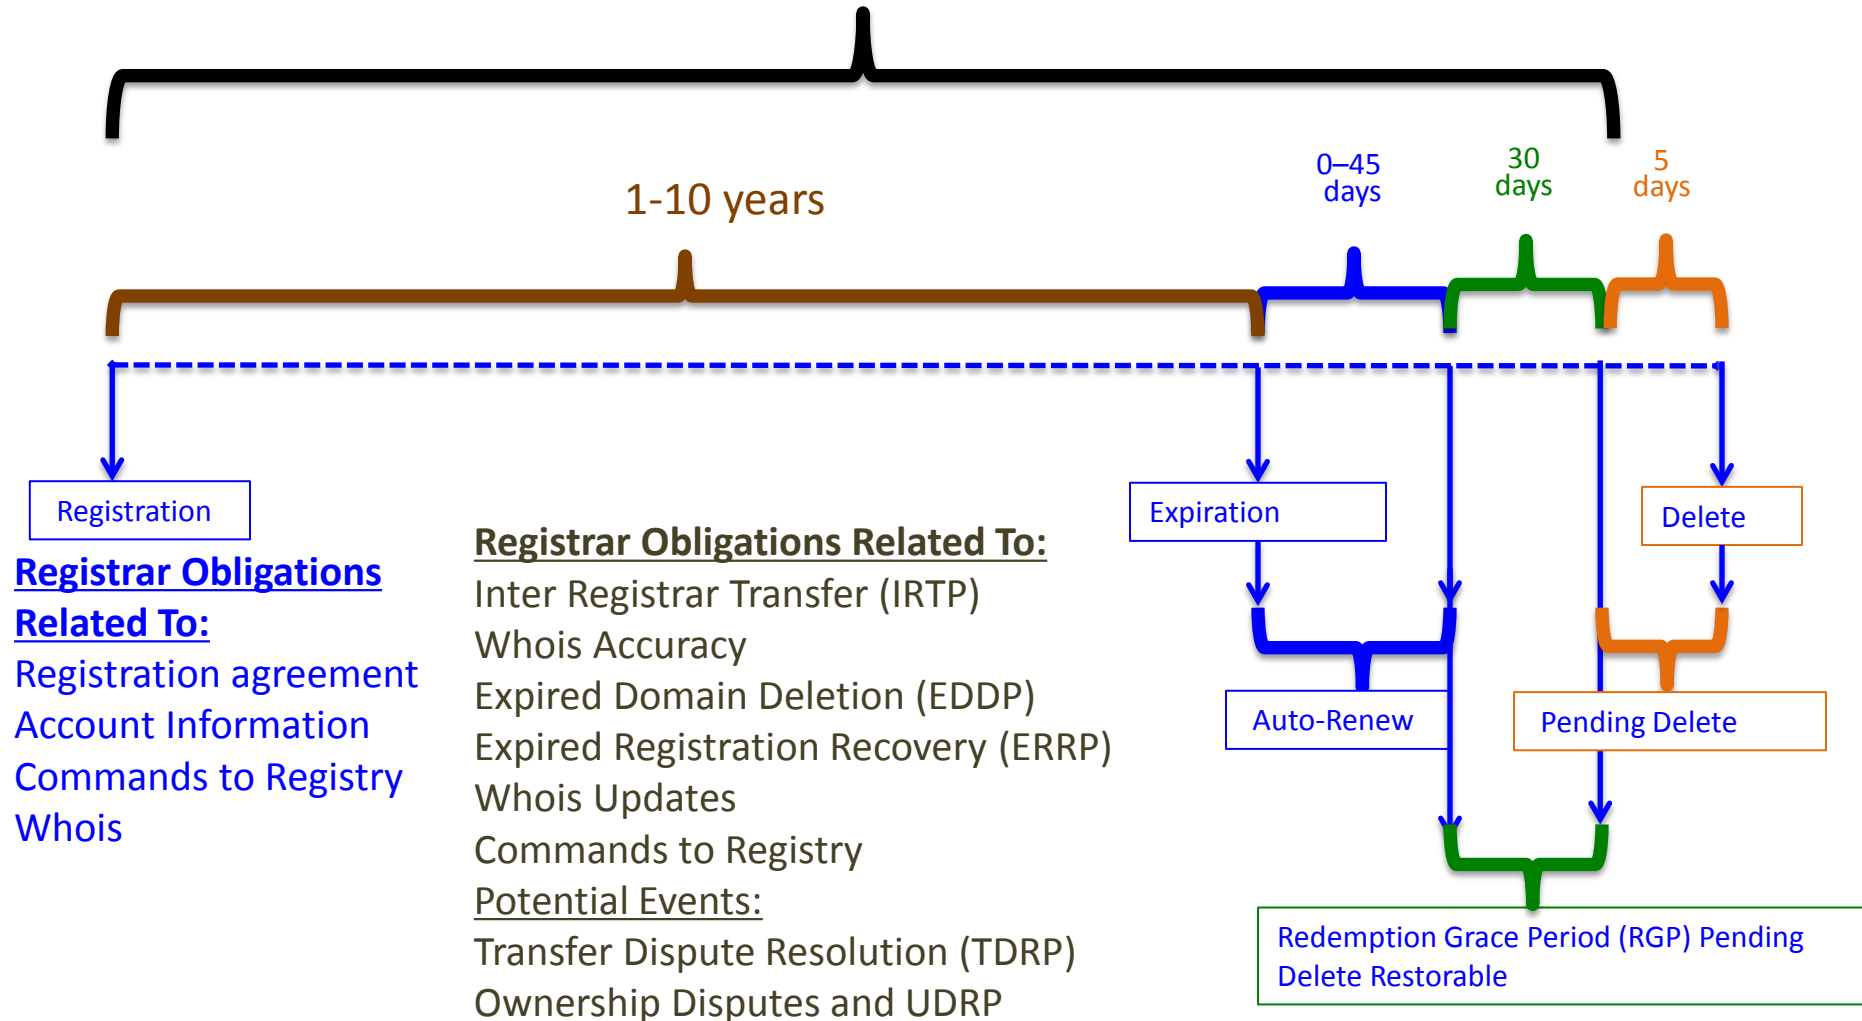 1-10 years
0–45
days
30
days
5
days
Registration
Expiration
Delete
Registrar Obligations
Related To:
Registration agreement
Account Information
Commands to Registry
Whois
Registrar Obligations Related To:
Inter Registrar Transfer (IRTP)
Whois Accuracy
Expired Domain Deletion (EDDP)
Expired Registration Recovery (ERRP)
Whois Updates
Commands to Registry
Potential Events:
Transfer Dispute Resolution (TDRP)
Ownership Disputes and UDRP
Auto-Renew
Pending Delete
Redemption Grace Period (RGP) Pending
Delete Restorable